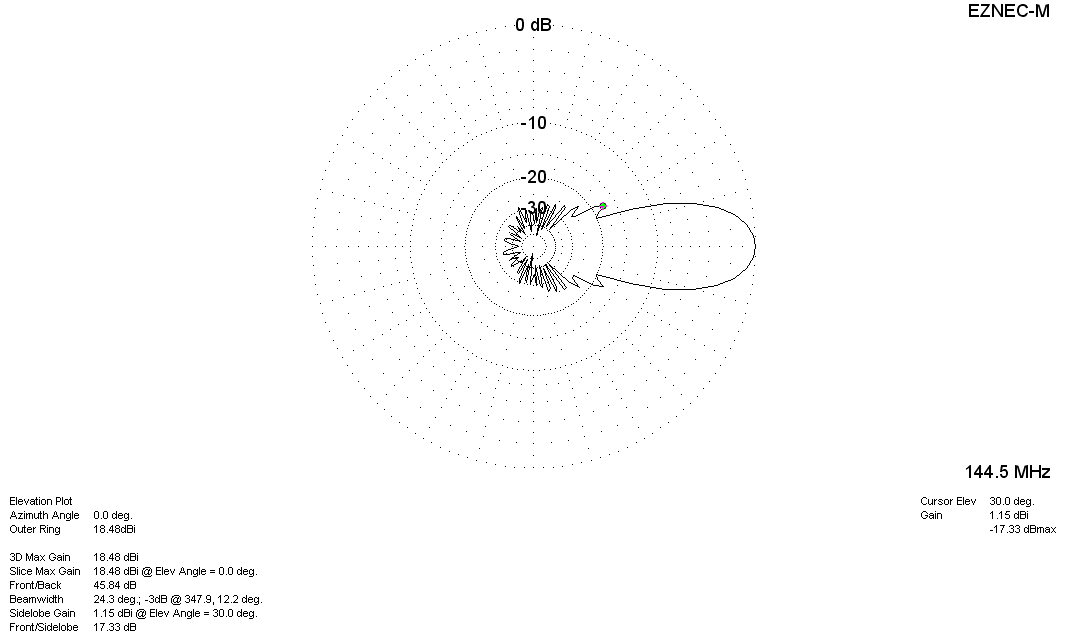 EZNEC-M
0 dB
-10
-20
-30
144.5 MHz
Elevation Plot
Azimuth Angle 0.0 deg.
Outer Ring 18.48dBi
3D Max Gain 18.48 dBi
Slice Max Gain 18.48 dBi @ Elev Angle = 0.0 deg.
Front/Back 45.84 dB
Beamwidth 24.3 deg.; -3dB @ 347.9, 12.2 deg.
Sidelobe Gain 1.15 dBi @ Elev Angle = 30.0 deg.
Front/Sidelobe 17.33 dB
Cursor Elev 30.0 deg.
Gain 1.15 dBi
-17.33 dBmax